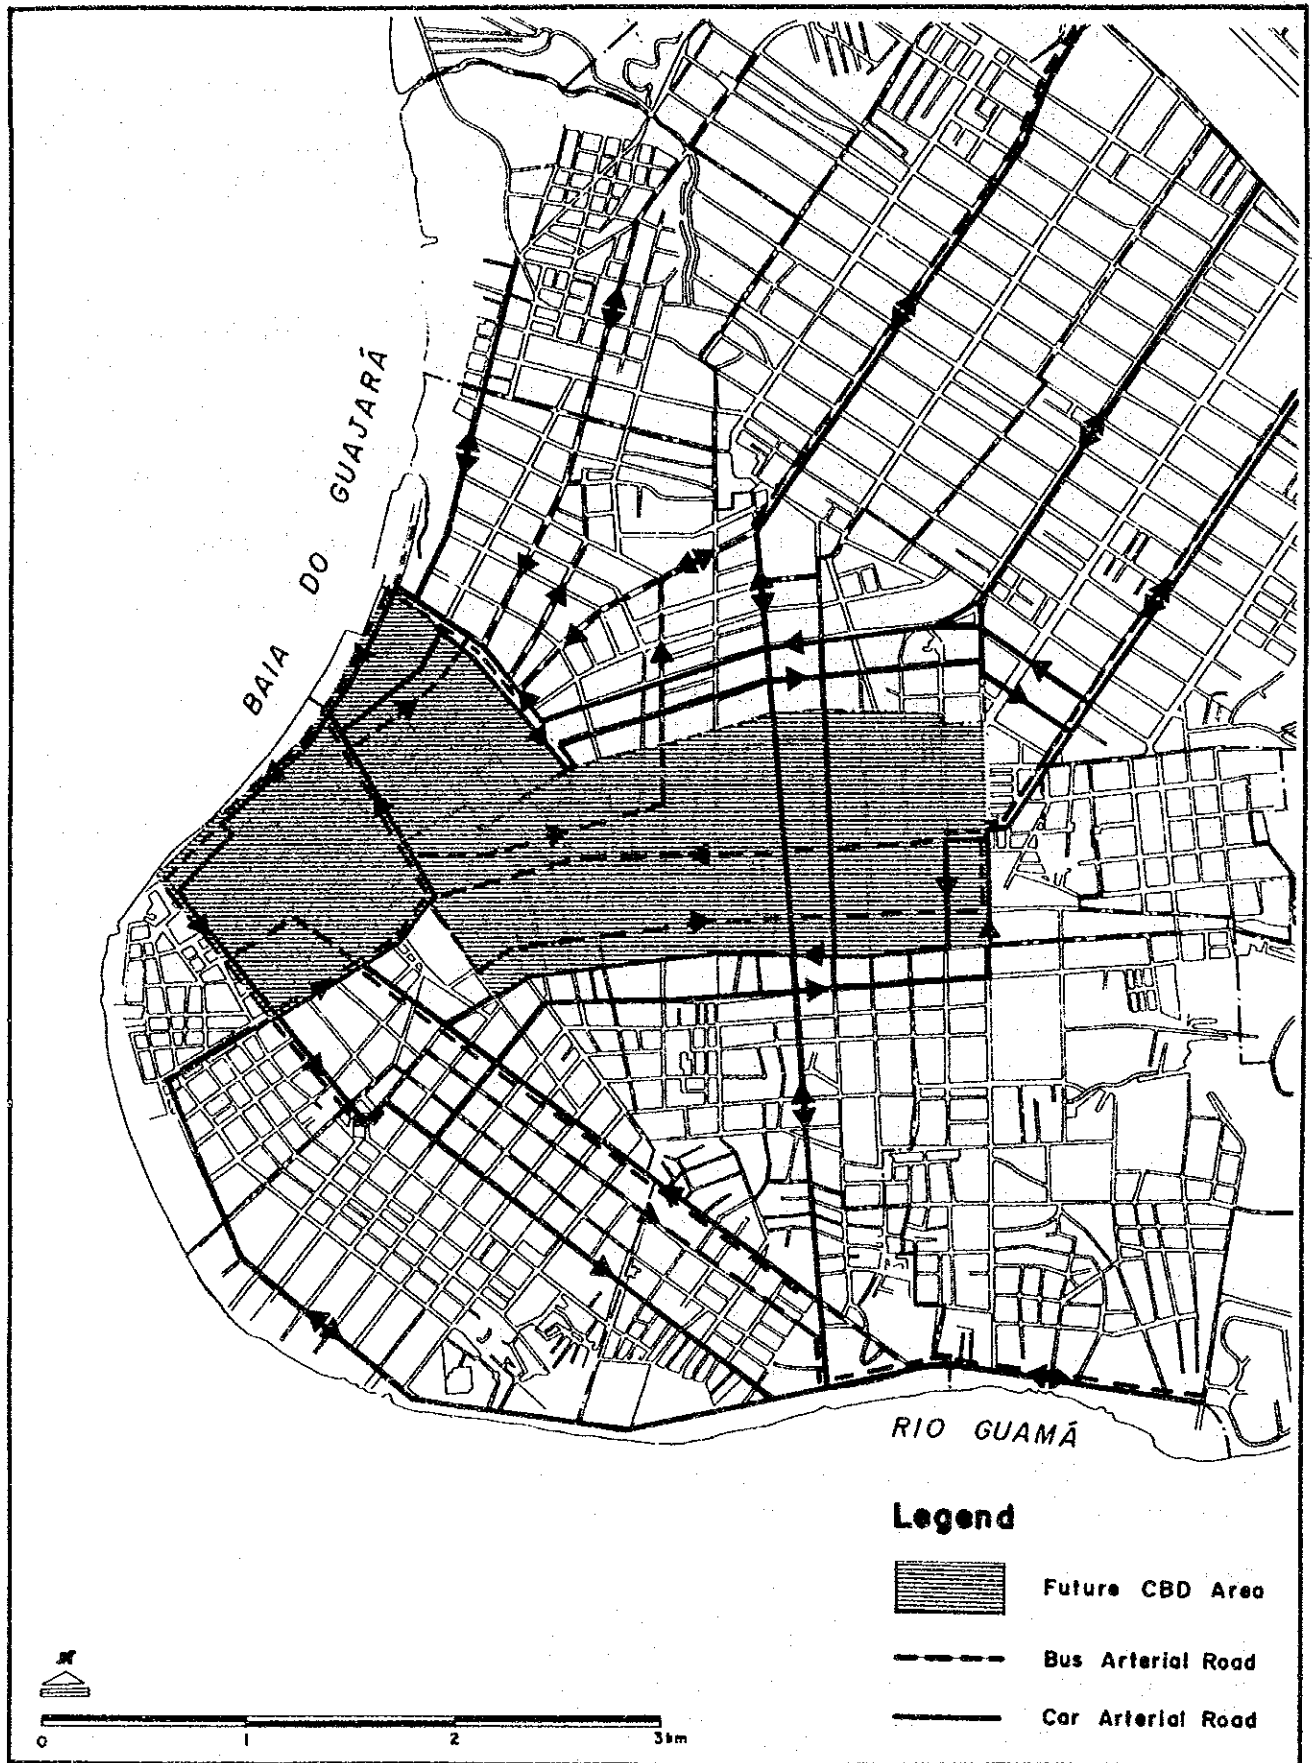 BAIA DO GUAJARÁ
RIO GUAMÁ
Legend
Future CBD Area
Bus Arterial Road
Car Arterial Road
N
0 1 2 3km